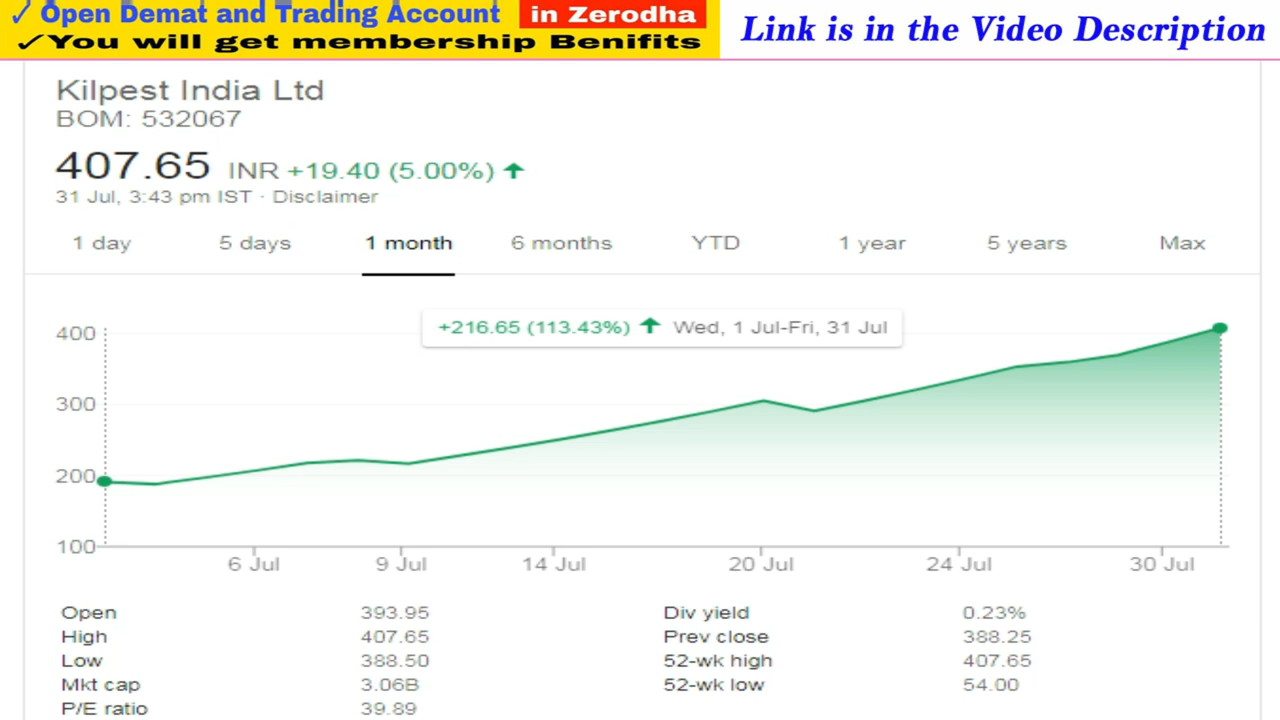 ✓ Open Demat and Trading Account in Zerodha
✓You will get membership Benifits
Link is in the Video Description
Kilpest India Ltd
BOM: 532067
407.65 INR +19.40 (5.00%) ↑
31 Jul, 3:43 pm IST · Disclaimer
1 day 5 days 1 month 6 months YTD 1 year 5 years Max
+216.65 (113.43%) ↑ Wed, 1 Jul-Fri, 31 Jul
400
300
200
100
6 Jul 9 Jul 14 Jul 20 Jul 24 Jul 30 Jul
Open 393.95 Div yield 0.23%
High 407.65 Prev close 388.25
Low 388.50 52-wk high 407.65
Mkt cap 3.06B 52-wk low 54.00
P/E ratio 39.89